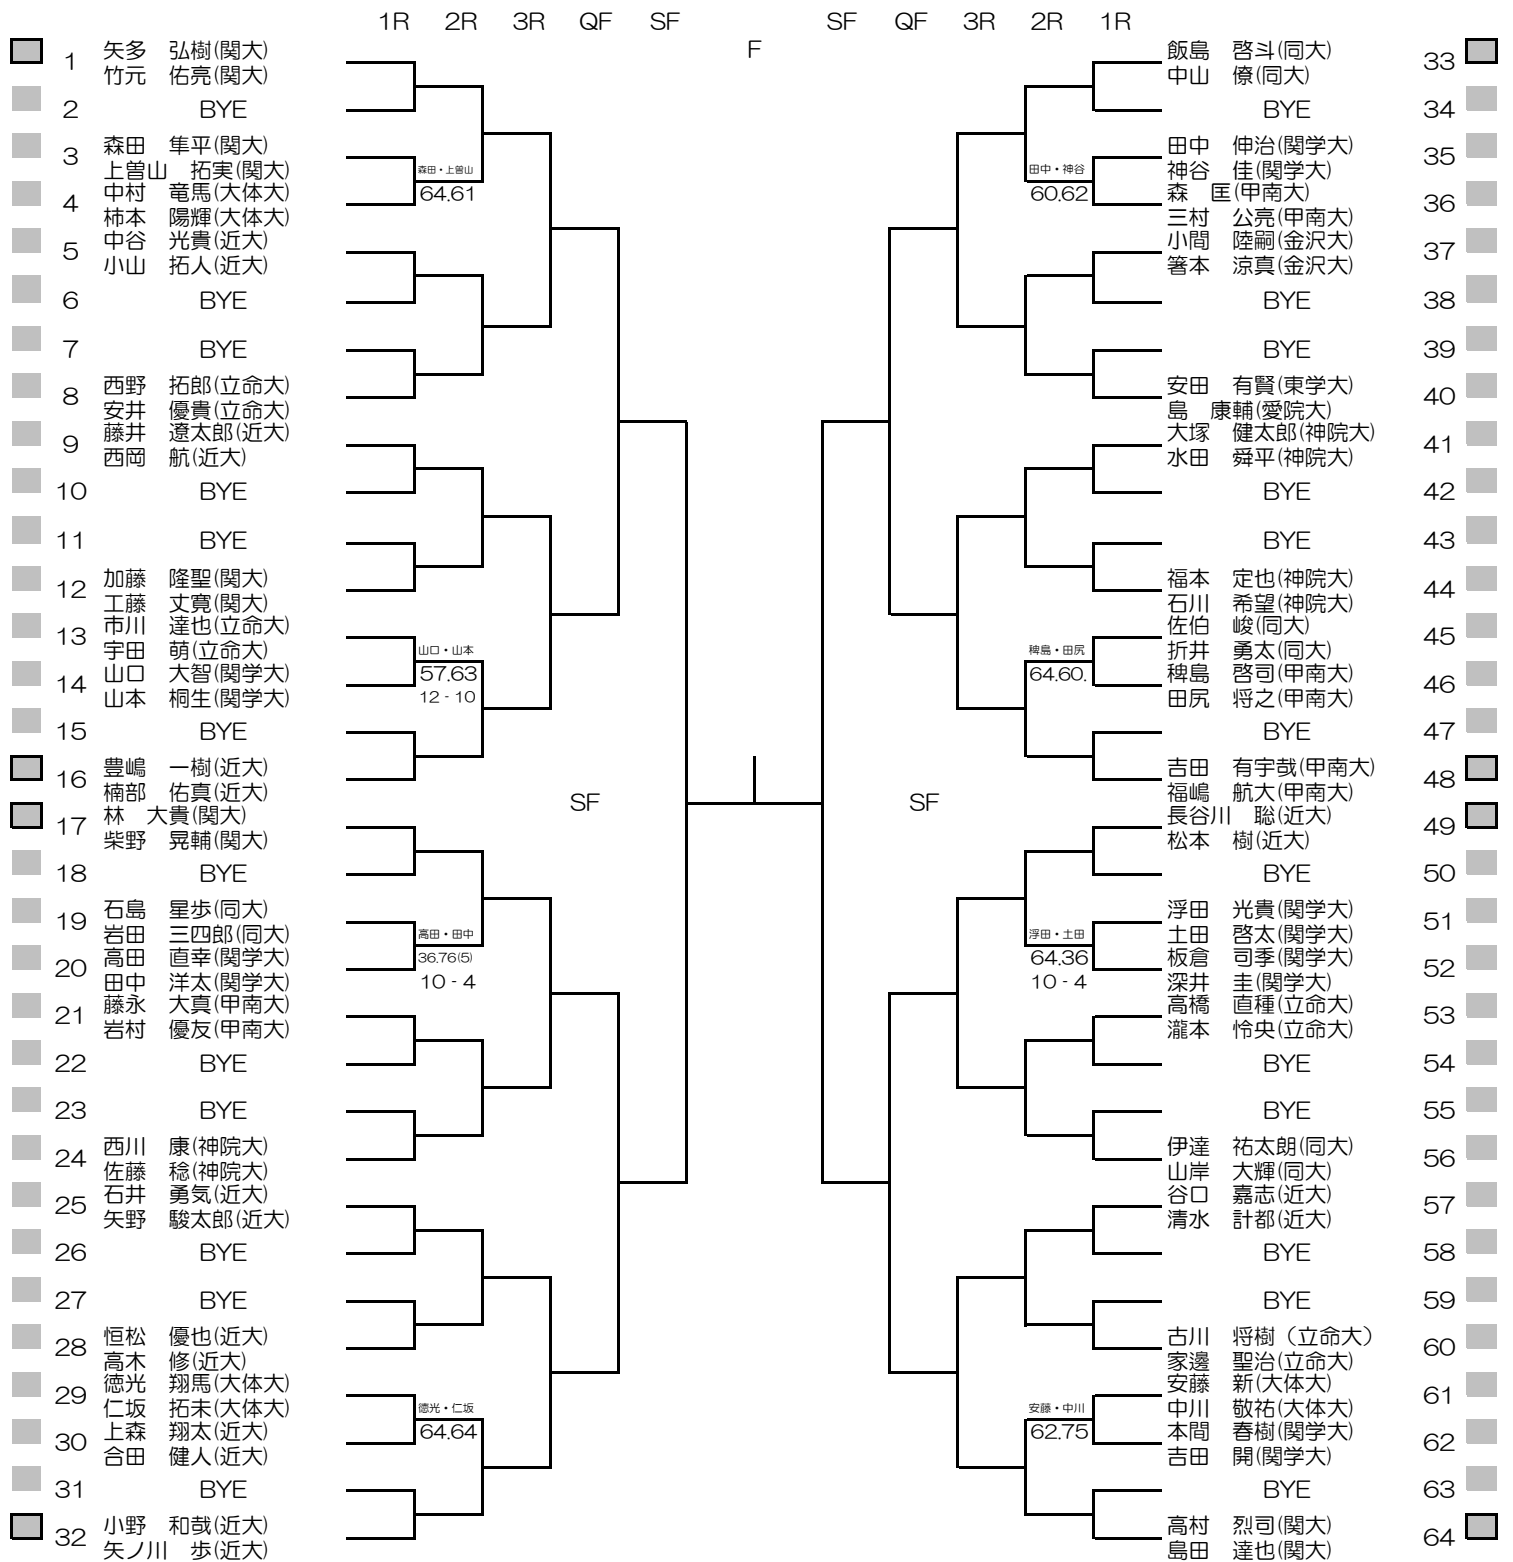 1R 2R 3R QF SF F SF QF 3R 2R 1R
1 矢多 弘樹(関大)
竹元 佑亮(関大)
2 BYE
3 森田 隼平(関大)
上曽山 拓実(関大)
森田・上曽山
64.61
4 中村 竜馬(大体大)
柿本 陽輝(大体大)
5 中谷 光貴(近大)
小山 拓人(近大)
6 BYE
7 BYE
8 西野 拓郎(立命大)
安井 優貴(立命大)
9 藤井 遼太郎(近大)
西岡 航(近大)
10 BYE
11 BYE
12 加藤 隆聖(関大)
工藤 丈寛(関大)
13 市川 達也(立命大)
宇田 萌(立命大)
山口・山本
57.63
12 - 10
14 山口 大智(関学大)
山本 桐生(関学大)
15 BYE
16 豊嶋 一樹(近大)
楠部 佑真(近大)
SF
17 林 大貴(関大)
柴野 晃輔(関大)
18 BYE
19 石島 星歩(同大)
岩田 三四郎(同大)
高田・田中
36.76(5)
10 - 4
20 高田 直幸(関学大)
田中 洋太(関学大)
21 藤永 大真(甲南大)
岩村 優友(甲南大)
22 BYE
23 BYE
24 西川 康(神院大)
佐藤 稔(神院大)
25 石井 勇気(近大)
矢野 駿太郎(近大)
26 BYE
27 BYE
28 恒松 優也(近大)
高木 修(近大)
29 徳光 翔馬(大体大)
仁坂 拓未(大体大)
徳光・仁坂
64.64
30 上森 翔太(近大)
合田 健人(近大)
31 BYE
32 小野 和哉(近大)
矢ノ川 歩(近大)
飯島 啓斗(同大) 33
中山 僚(同大)
BYE 34
田中 伸治(関学大) 35
神谷 佳(関学大)
田中・神谷
60.62
森 匡(甲南大) 36
三村 公亮(甲南大)
小間 陸嗣(金沢大) 37
箸本 涼真(金沢大)
BYE 38
BYE 39
安田 有賢(東学大) 40
島 康輔(愛院大)
大塚 健太郎(神院大) 41
水田 舜平(神院大)
BYE 42
BYE 43
福本 定也(神院大) 44
石川 希望(神院大)
佐伯 峻(同大) 45
折井 勇太(同大)
稗島・田尻
64.60.
稗島 啓司(甲南大) 46
田尻 将之(甲南大)
BYE 47
吉田 有宇哉(甲南大) 48
福嶋 航大(甲南大)
SF
長谷川 聡(近大) 49
松本 樹(近大)
BYE 50
浮田 光貴(関学大) 51
土田 啓太(関学大)
浮田・土田
64.36
10 - 4
板倉 司季(関学大) 52
深井 圭(関学大)
高橋 直種(立命大) 53
瀧本 怜央(立命大)
BYE 54
BYE 55
伊達 祐太朗(同大) 56
山岸 大輝(同大)
谷口 嘉志(近大) 57
清水 計都(近大)
BYE 58
BYE 59
古川 将樹（立命大） 60
家邊 聖治(立命大)
安藤 新(大体大) 61
中川 敬祐(大体大)
安藤・中川
62.75
本間 春樹(関学大) 62
吉田 開(関学大)
BYE 63
高村 烈司(関大) 64
島田 達也(関大)